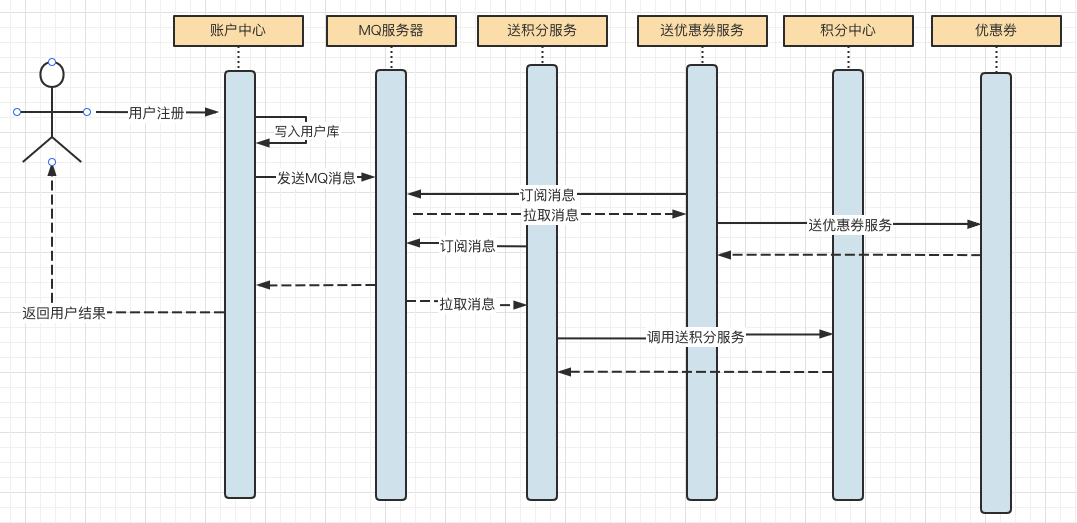 账户中心
MQ服务器
送积分服务
送优惠券服务
积分中心
优惠券
用户注册
写入用户库
发送MQ消息
订阅消息
拉取消息
送优惠券服务
订阅消息
拉取消息
返回用户结果
调用送积分服务